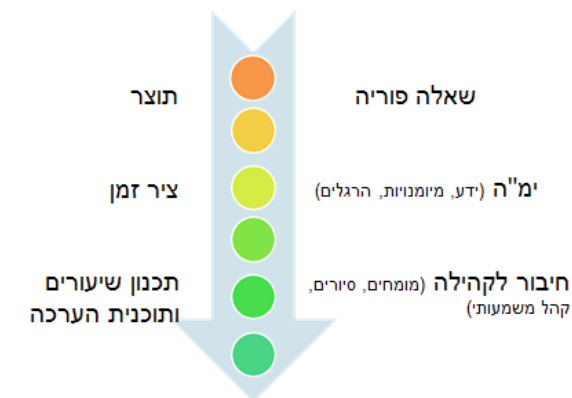 שאלה פוריה
תוצר
ימ"ה (ידע, מיומנויות, הרגלים)
ציר זמן
חיבור לקהילה (מומחים, סיורים,
קהל משמעותי)
תכנון שיעורים
ותוכנית הערכה